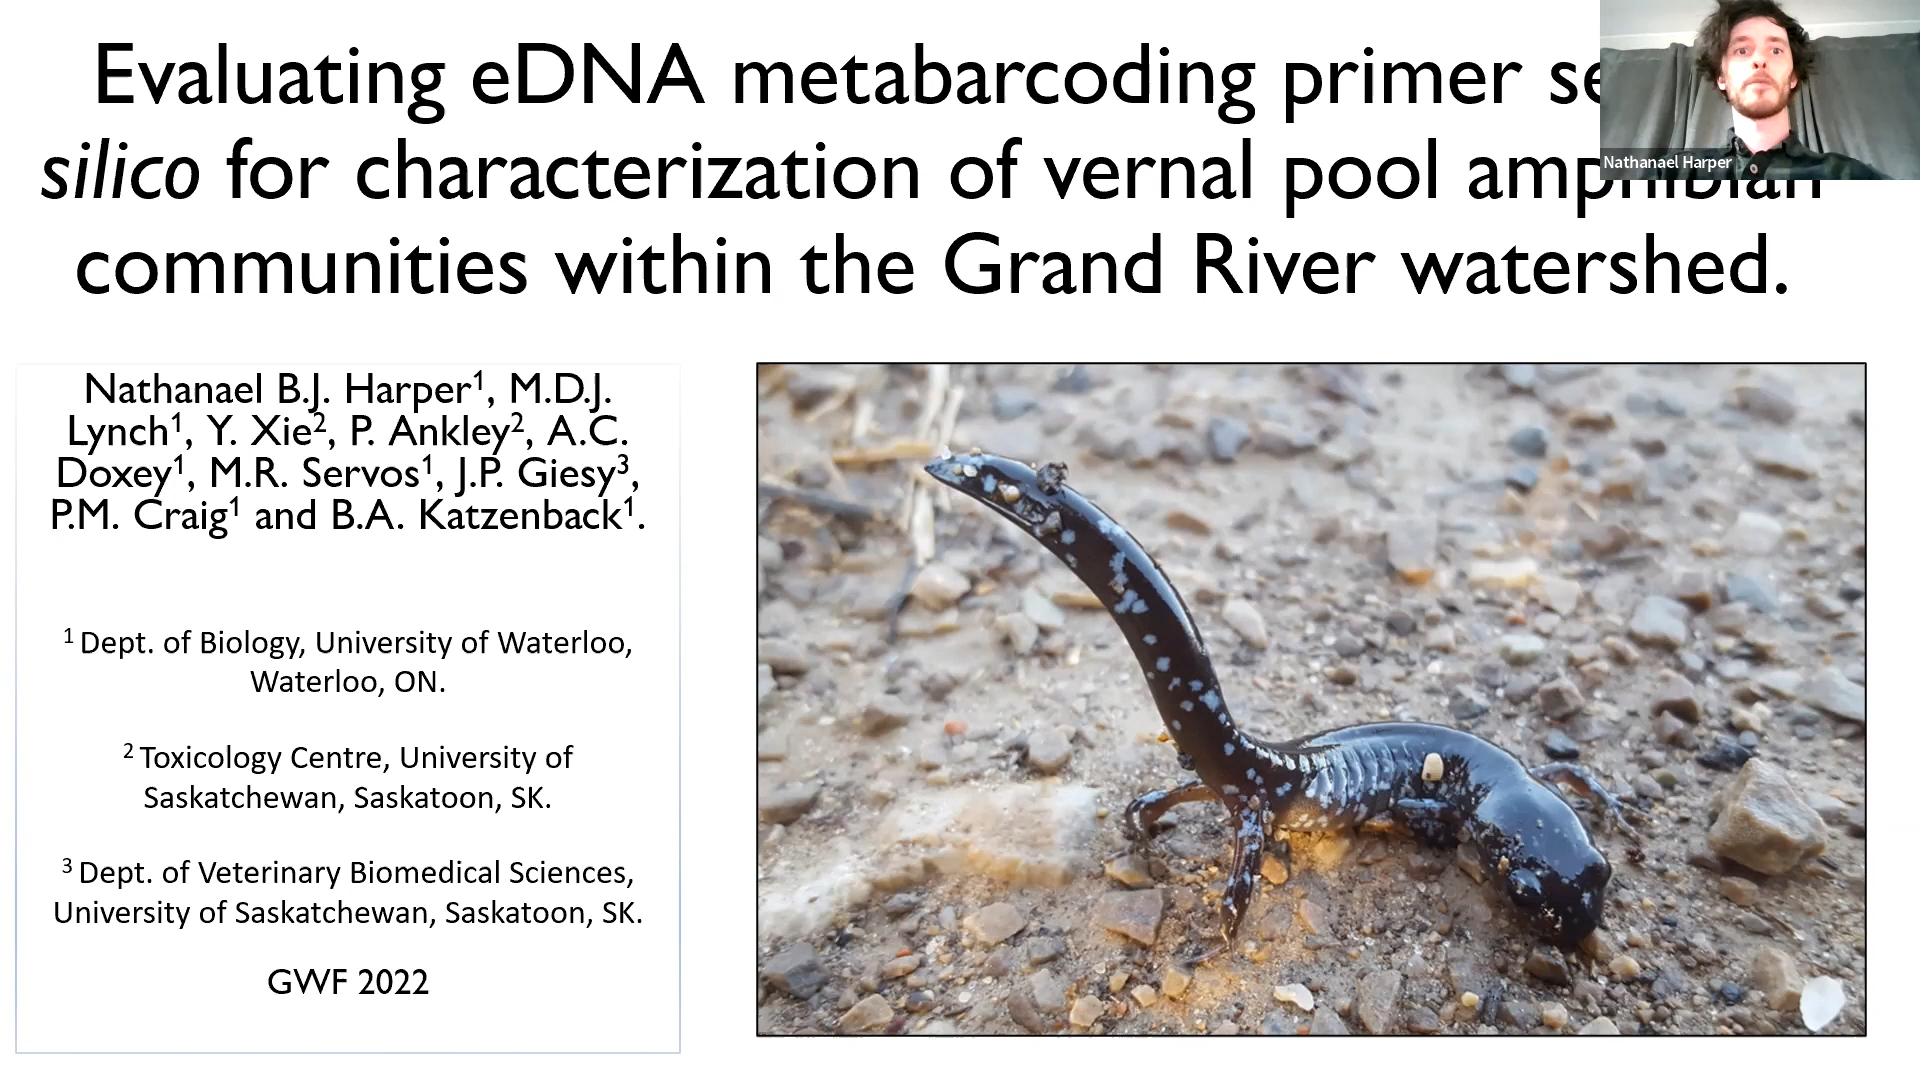 Evaluating eDNA metabarcoding primer
silico for characterization of vernal pool amphibian
communities within the Grand River watershed.
Nathanael Harper
Nathanael B.J. Harper¹, M.D.J.
Lynch¹, Y. Xie², P. Ankley², A.C.
Doxey¹, M.R. Servos¹, J.P. Giesy³,
P.M. Craig¹ and B.A. Katzenback¹.
¹ Dept. of Biology, University of Waterloo,
Waterloo, ON.
² Toxicology Centre, University of
Saskatchewan, Saskatoon, SK.
³ Dept. of Veterinary Biomedical Sciences,
University of Saskatchewan, Saskatoon, SK.
GWF 2022